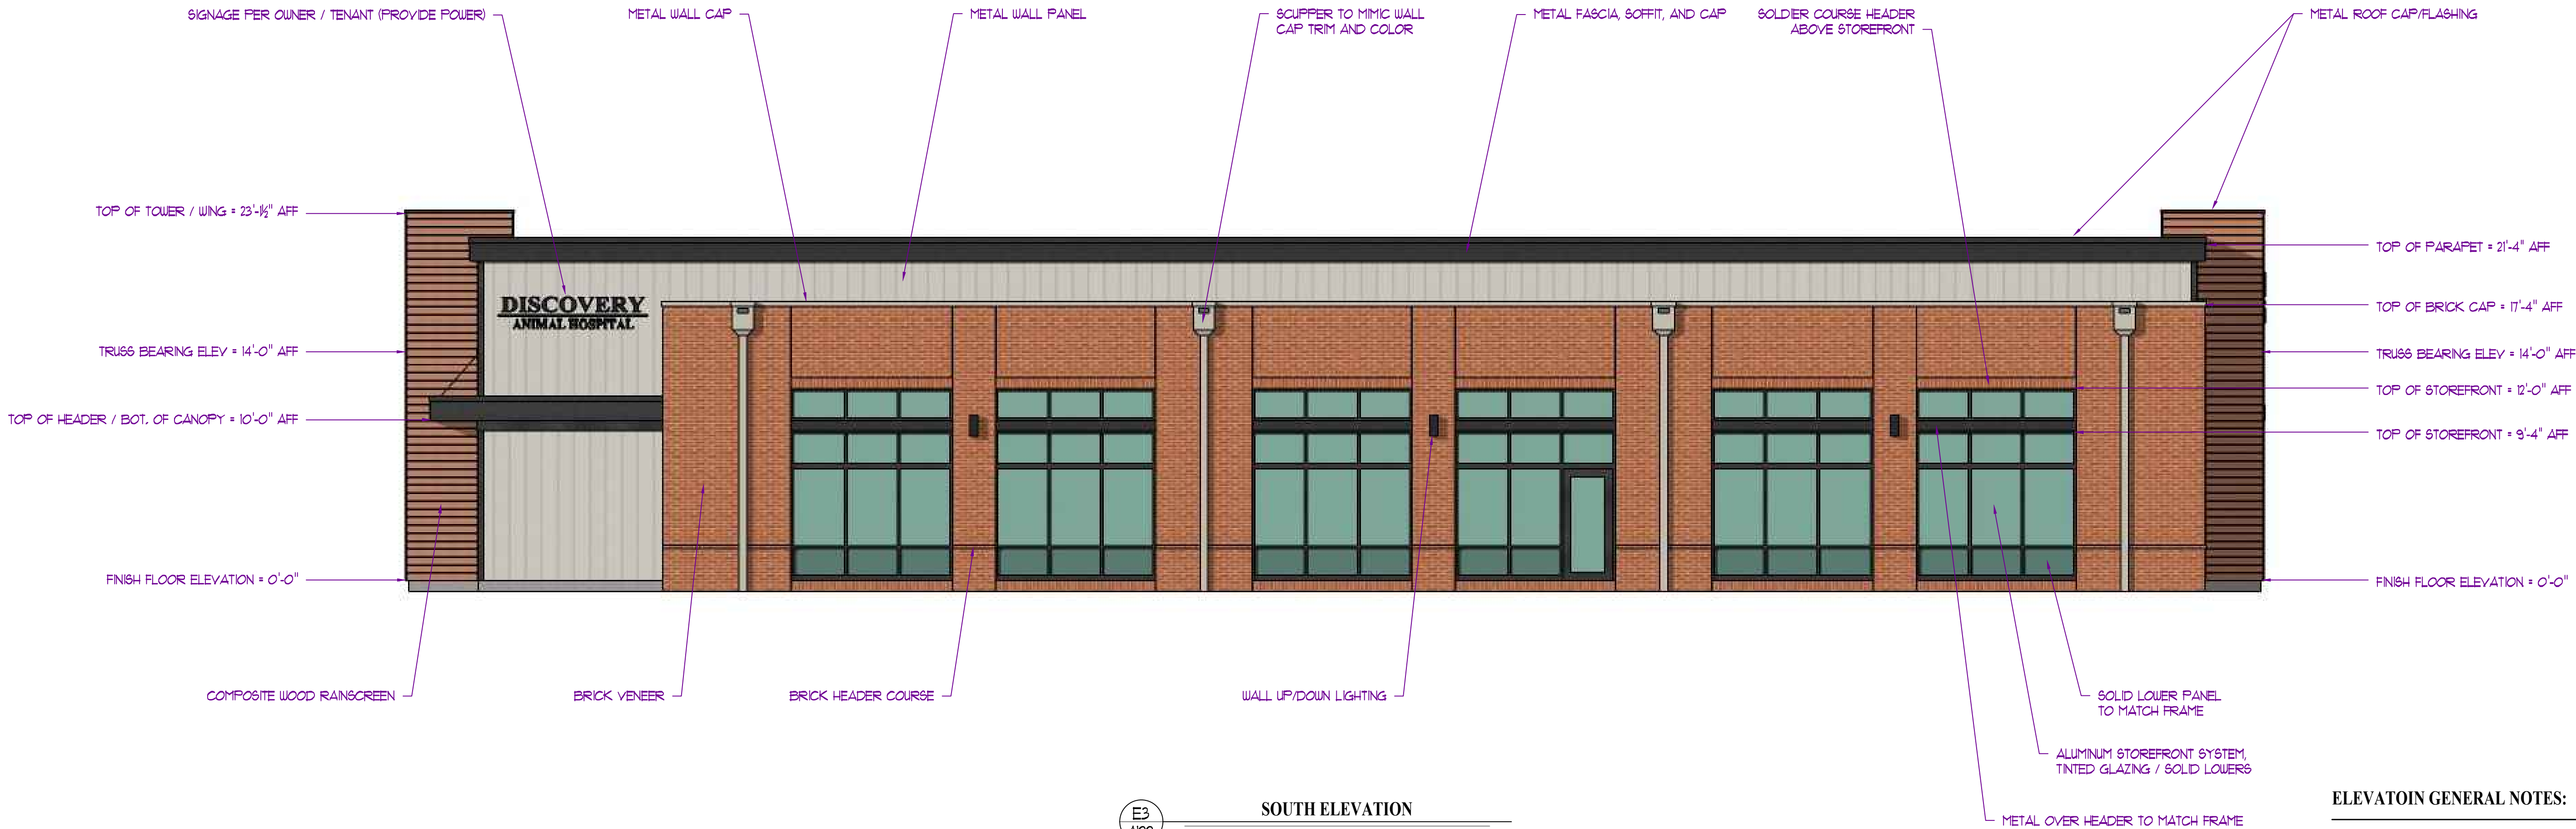 SIGNAGE PER OWNER / TENANT (PROVIDE POWER)
METAL WALL CAP
METAL WALL PANEL
SCUPPER TO MIMIC WALL
CAP TRIM AND COLOR
METAL FASCIA, SOFFIT, AND CAP
SOLDIER COURSE HEADER
ABOVE STOREFRONT
METAL ROOF CAP/FLASHING
TOP OF TOWER / WING = 23'-1½" AFF
TRUSS BEARING ELEV = 14'-0" AFF
TOP OF HEADER / BOT. OF CANOPY = 10'-0" AFF
FINISH FLOOR ELEVATION = 0'-0"
DISCOVERY
ANIMAL HOSPITAL
TOP OF PARAPET = 21'-4" AFF
TOP OF BRICK CAP = 17'-4" AFF
TRUSS BEARING ELEV = 14'-0" AFF
TOP OF STOREFRONT = 12'-0" AFF
TOP OF STOREFRONT = 9'-4" AFF
FINISH FLOOR ELEVATION = 0'-0"
COMPOSITE WOOD RAINSCREEN
BRICK VENEER
BRICK HEADER COURSE
WALL UP/DOWN LIGHTING
SOLID LOWER PANEL
TO MATCH FRAME
ALUMINUM STOREFRONT SYSTEM,
TINTED GLAZING / SOLID LOWERS
METAL OVER HEADER TO MATCH FRAME
E3
SOUTH ELEVATION
ELEVATOIN GENERAL NOTES: